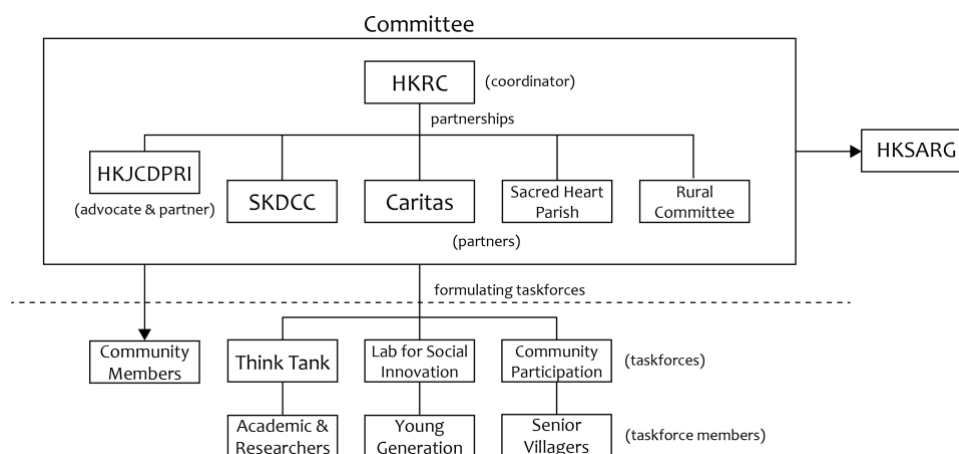 Committee
HKRC
(coordinator)
partnerships
HKJCDPRI
(advocate & partner)
SKDCC
Caritas
Sacred Heart
Parish
Rural
Committee
(partners)
HKSARG
formulating taskforces
Community
Members
Think Tank
Lab for Social
Innovation
Community
Participation
(taskforces)
Academic &
Researchers
Young
Generation
Senior
Villagers
(taskforce members)